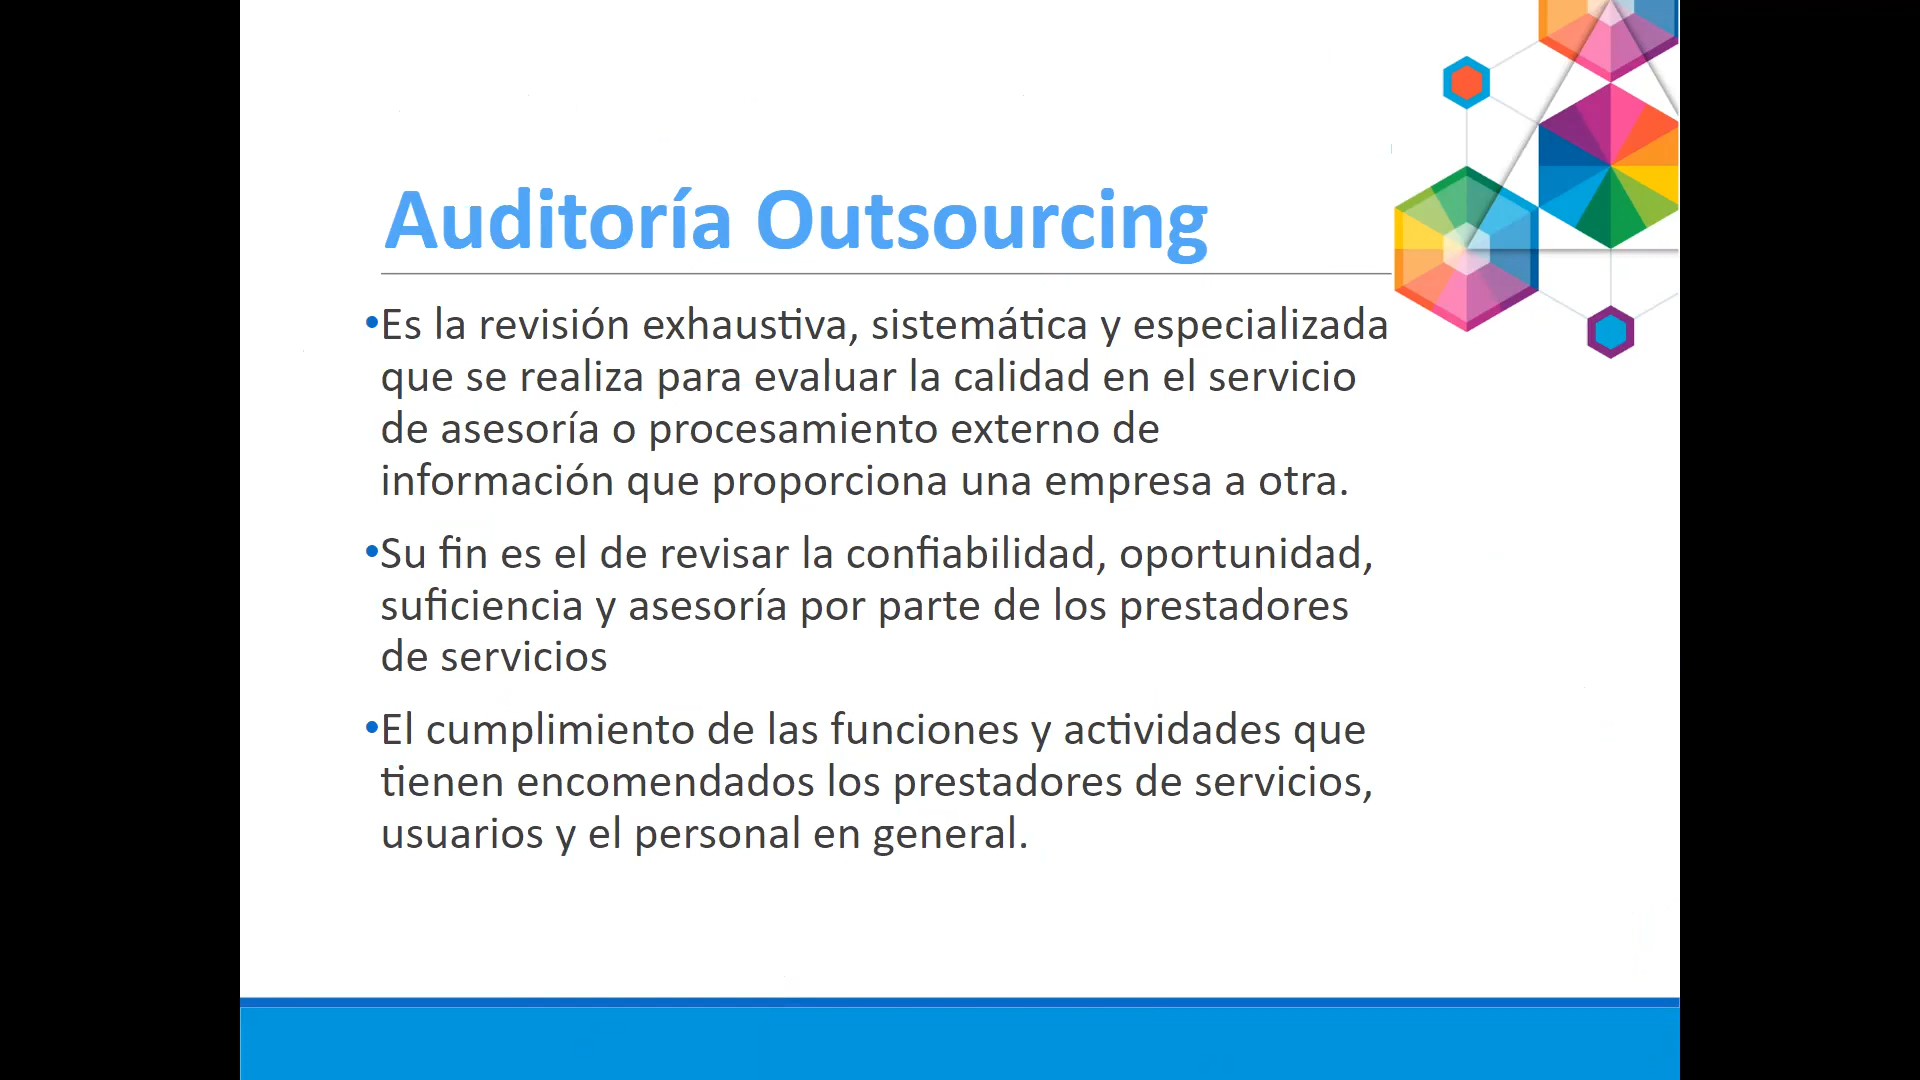 Auditoría Outsourcing
•Es la revisión exhaustiva, sistemática y especializada
que se realiza para evaluar la calidad en el servicio
de asesoría o procesamiento externo de
información que proporciona una empresa a otra.
•Su fin es el de revisar la confiabilidad, oportunidad,
suficiencia y asesoría por parte de los prestadores
de servicios
•El cumplimiento de las funciones y actividades que
tienen encomendados los prestadores de servicios,
usuarios y el personal en general.